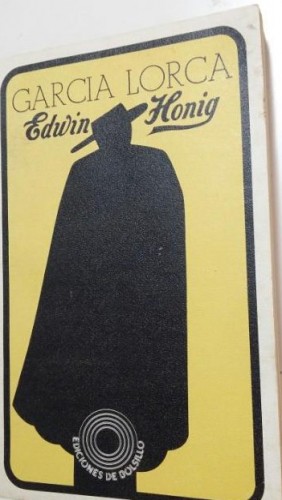 GARCIA LORCA
Edwin Honig
EDICIONES DE BOLSILLO